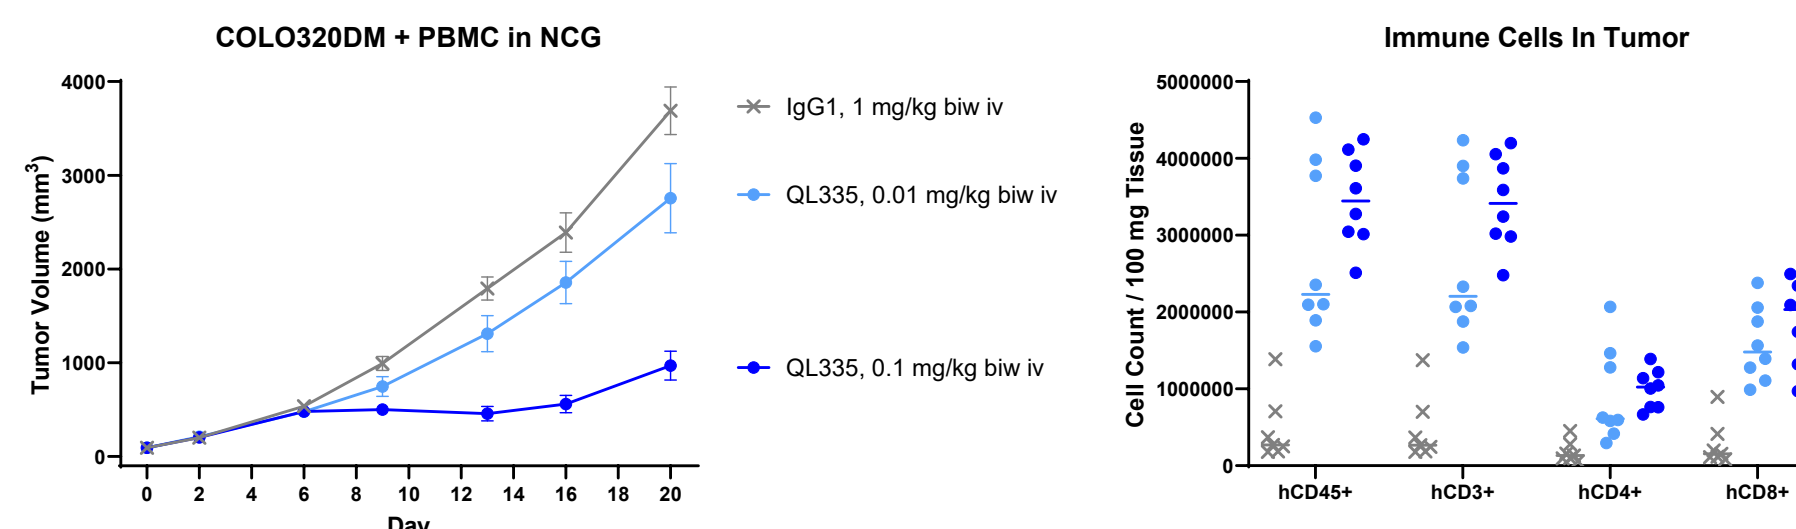 COLO320DM + PBMC in NCG
4000
3000
2000
1000
0
Tumor Volume (mm³)
0 2 4 6 8 10 12 14 16 18 20
Day
IgG1, 1 mg/kg biw iv
QL335, 0.01 mg/kg biw iv
QL335, 0.1 mg/kg biw iv
Immune Cells In Tumor
5000000
4000000
3000000
2000000
1000000
0
Cell Count / 100 mg Tissue
hCD45+ hCD3+ hCD4+ hCD8+